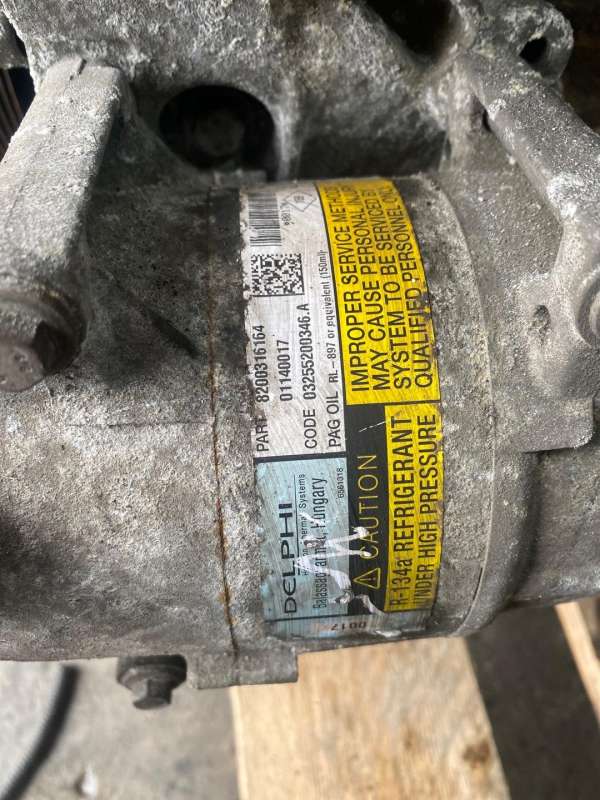 PART 8200316164
01140017
CODE 03255200346.A
PAG OIL RL-897 or equivalent (150ml)
DELPHI
Thermal Systems
Hungary
6561018
IMPROPER SERVICE METHODS
MAY CAUSE PERSONAL INJURY
SYSTEM TO BE SERVICED BY
QUALIFIED PERSONNEL ONLY
CAUTION
R-134a REFRIGERANT
UNDER HIGH PRESSURE